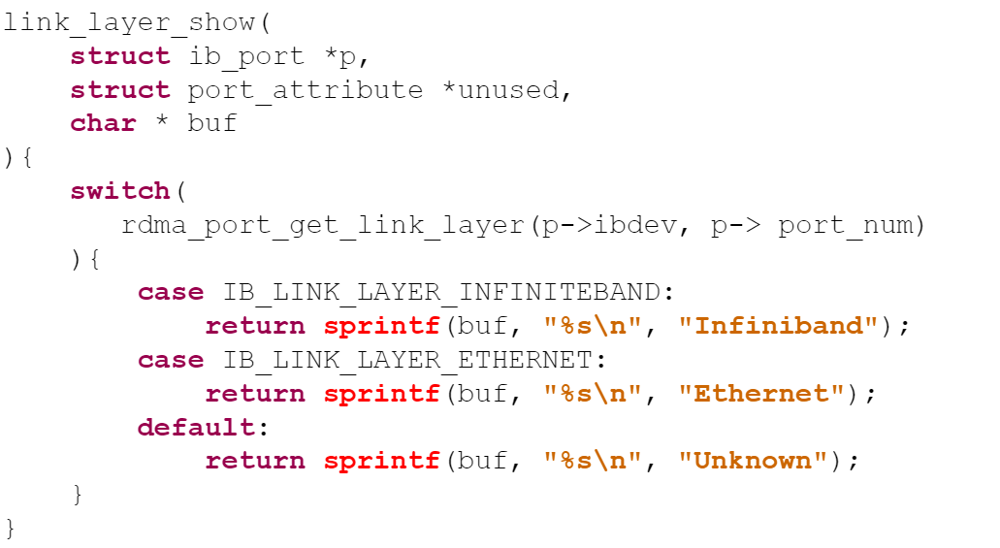 link_layer_show(
    struct ib_port *p,
    struct port_attribute *unused,
    char * buf
){
    switch(
       rdma_port_get_link_layer(p->ibdev, p-> port_num)
    ){
        case IB_LINK_LAYER_INFINITEBAND:
            return sprintf(buf, "%s\n", "Infiniband");
        case IB_LINK_LAYER_ETHERNET:
            return sprintf(buf, "%s\n", "Ethernet");
        default:
            return sprintf(buf, "%s\n", "Unknown");
    }
}